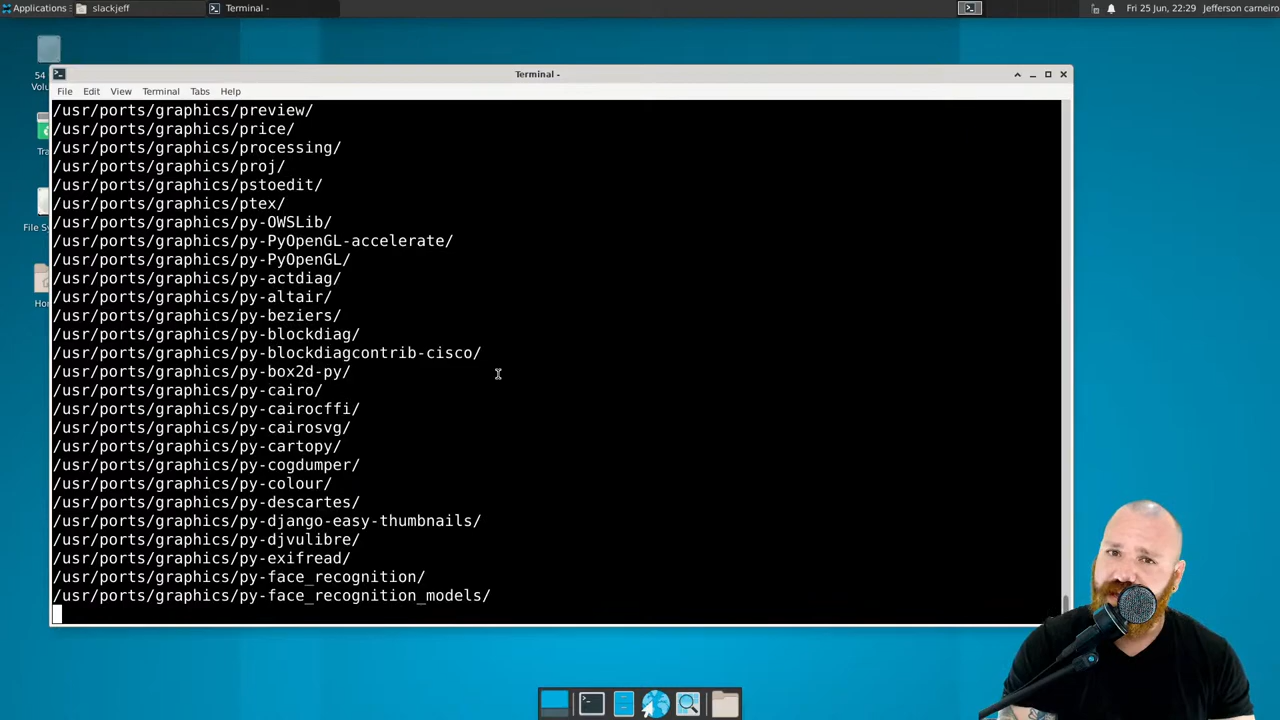 Applications
slackjeff
Terminal -
Fri 25 Jun, 22:29
Jefferson carneiro
54
Volu
Tra
File Sy
Hor
Terminal -
File
Edit
View
Terminal
Tabs
Help
/usr/ports/graphics/preview/
/usr/ports/graphics/price/
/usr/ports/graphics/processing/
/usr/ports/graphics/proj/
/usr/ports/graphics/pstoedit/
/usr/ports/graphics/ptex/
/usr/ports/graphics/py-OWSLib/
/usr/ports/graphics/py-PyOpenGL-accelerate/
/usr/ports/graphics/py-PyOpenGL/
/usr/ports/graphics/py-actdiag/
/usr/ports/graphics/py-altair/
/usr/ports/graphics/py-beziers/
/usr/ports/graphics/py-blockdiag/
/usr/ports/graphics/py-blockdiagcontrib-cisco/
/usr/ports/graphics/py-box2d-py/
/usr/ports/graphics/py-cairo/
/usr/ports/graphics/py-cairocffi/
/usr/ports/graphics/py-cairosvg/
/usr/ports/graphics/py-cartopy/
/usr/ports/graphics/py-cogdumper/
/usr/ports/graphics/py-colour/
/usr/ports/graphics/py-descartes/
/usr/ports/graphics/py-django-easy-thumbnails/
/usr/ports/graphics/py-djvulibre/
/usr/ports/graphics/py-exifread/
/usr/ports/graphics/py-face_recognition/
/usr/ports/graphics/py-face_recognition_models/